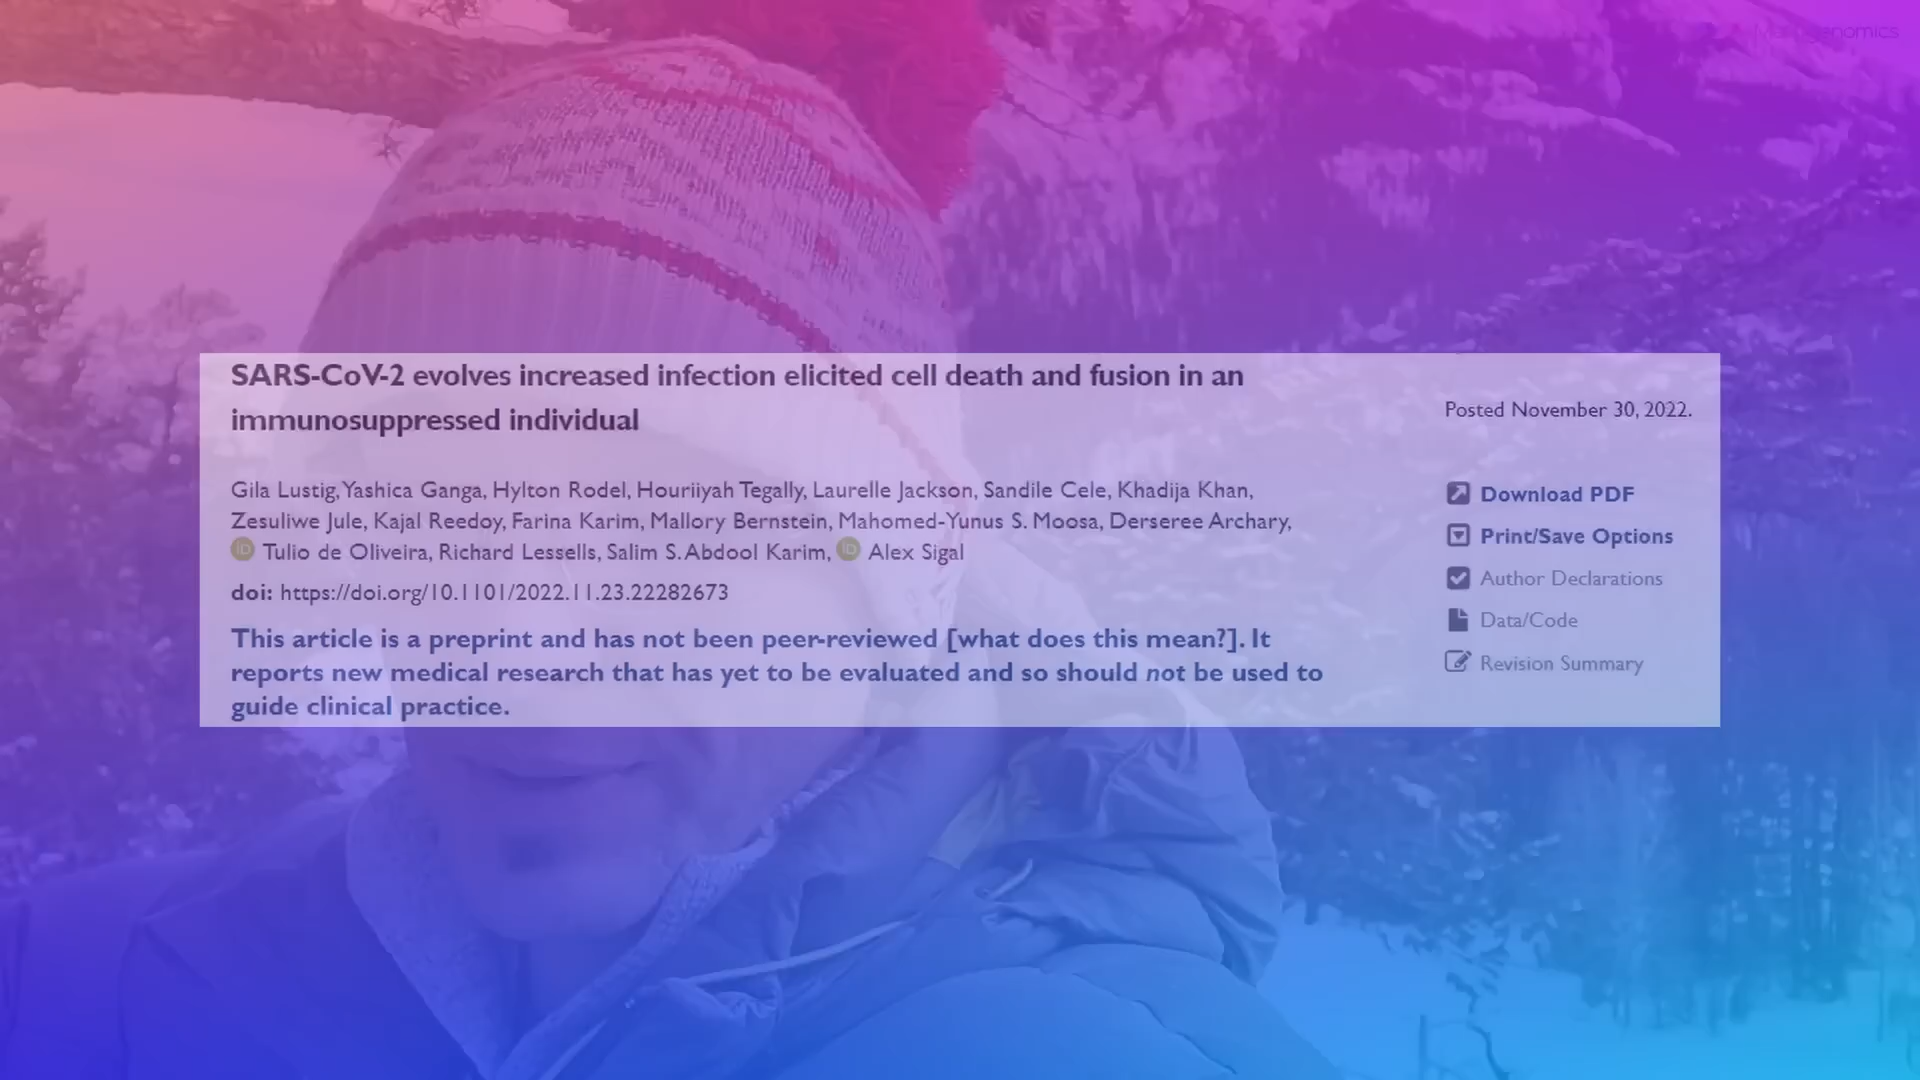 SARS-CoV-2 evolves increased infection elicited cell death and fusion in an
immunosuppressed individual
Posted November 30, 2022.
Gila Lustig, Yashica Ganga, Hylton Rodel, Houriiyah Tegally, Laurelle Jackson, Sandile Cele, Khadija Khan,
Zesuliwe Jule, Kajal Reedoy, Farina Karim, Mallory Bernstein, Mahomed-Yunus S. Moosa, Derseree Archary,
iD Tulio de Oliveira, Richard Lessells, Salim S. Abdool Karim, iD Alex Sigal
doi: https://doi.org/10.1101/2022.11.23.22282673
This article is a preprint and has not been peer-reviewed [what does this mean?]. It
reports new medical research that has yet to be evaluated and so should not be used to
guide clinical practice.
Download PDF
Print/Save Options
Author Declarations
Data/Code
Revision Summary